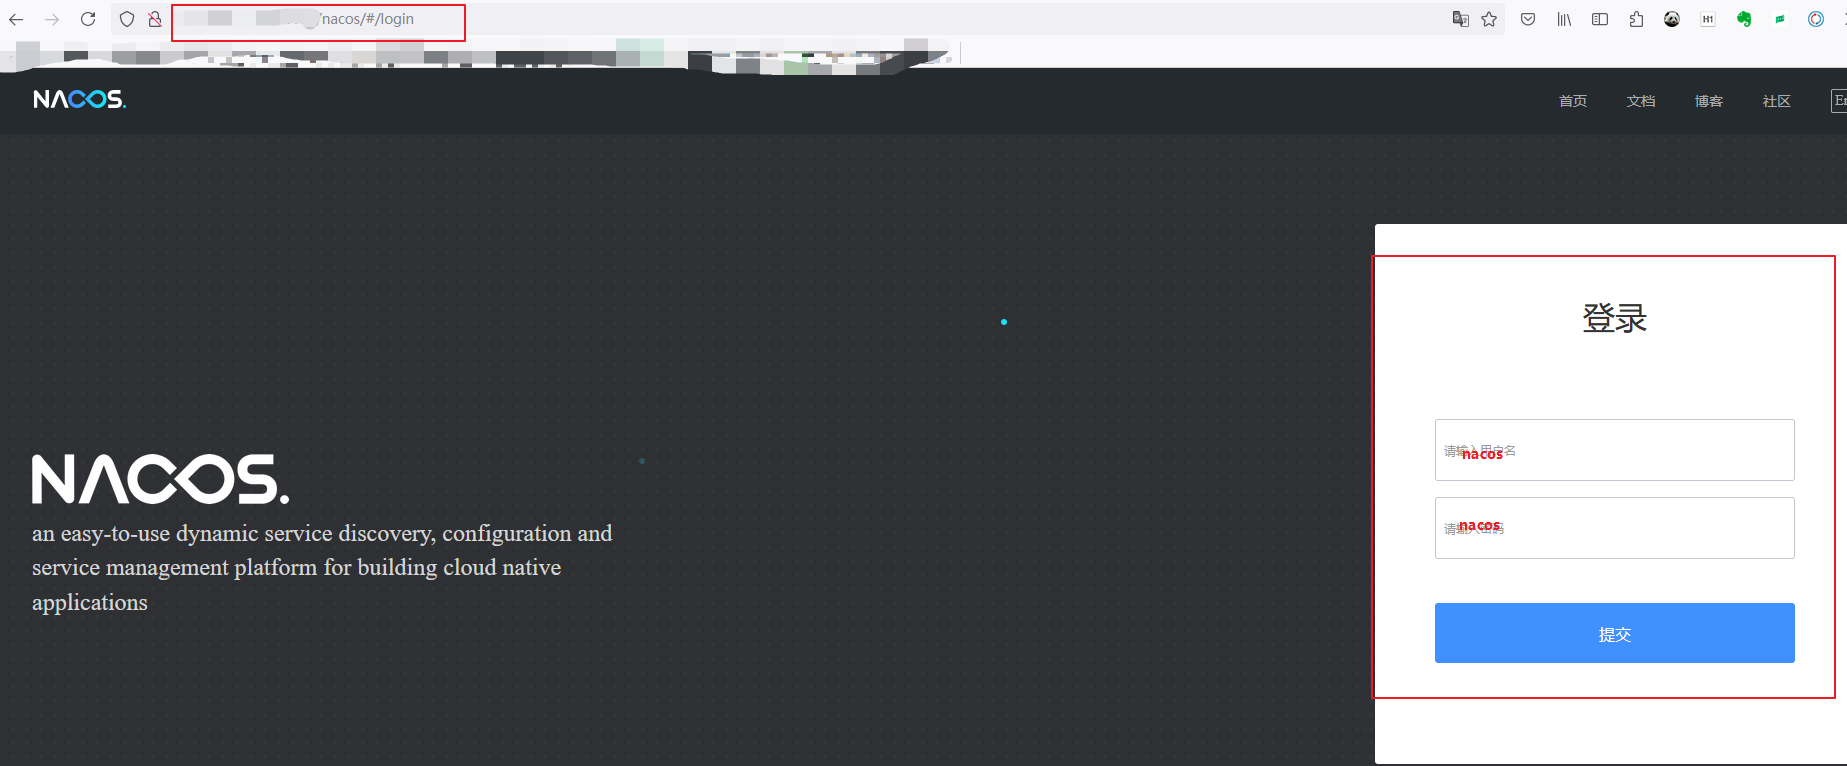 /nacos/#/login
H1
NACOS.
首页
文档
博客
社区
En
登录
请输入用户名
nacos
请输入密码
nacos
提交
NACOS.
an easy-to-use dynamic service discovery, configuration and
service management platform for building cloud native
applications